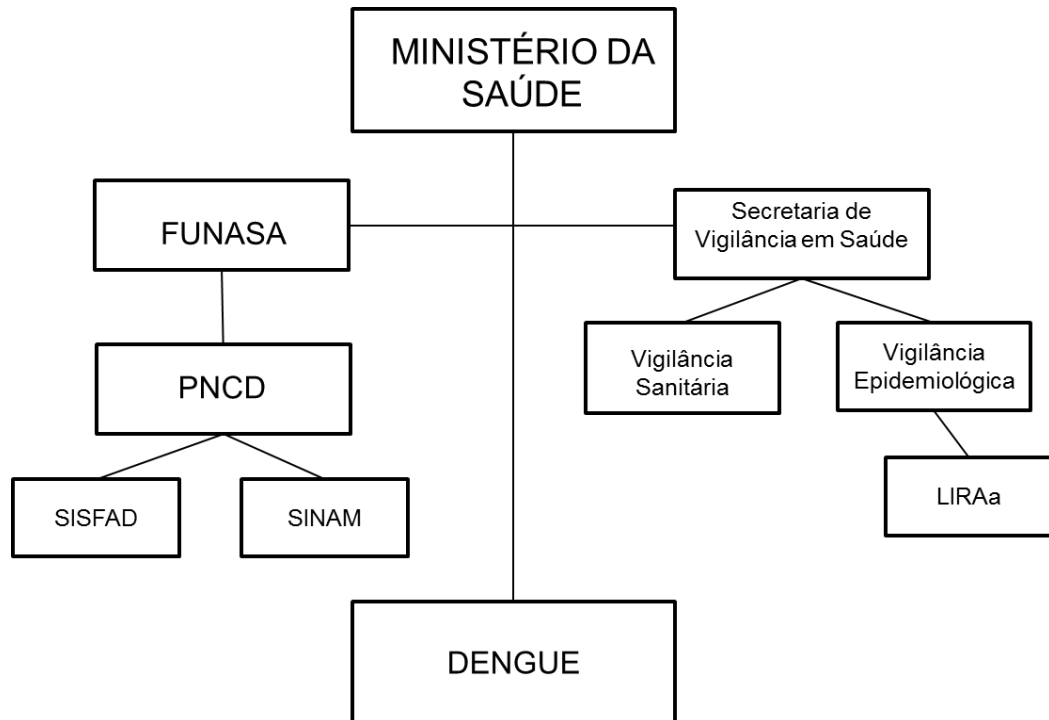 MINISTÉRIO DA
SAÚDE
FUNASA
Secretaria de
Vigilância em Saúde
PNCD
Vigilância
Sanitária
Vigilância
Epidemiológica
SISFAD
SINAM
LIRAa
DENGUE